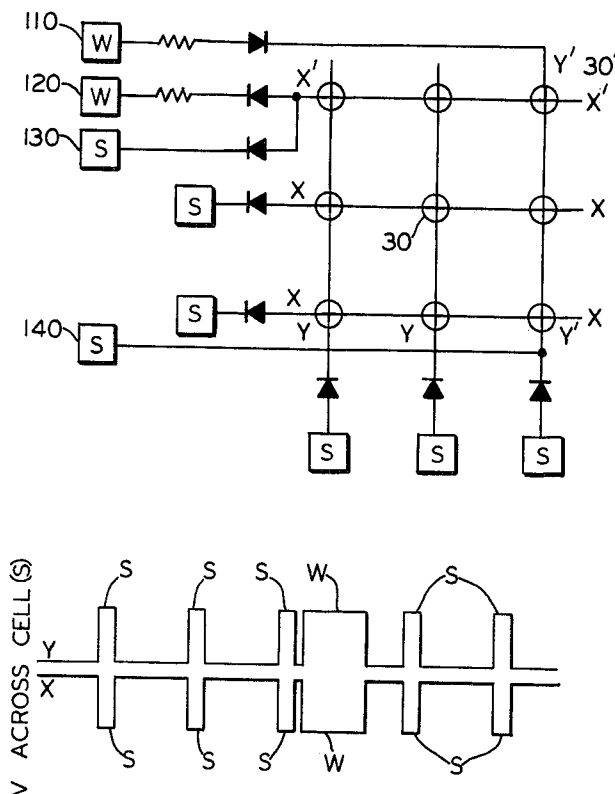 110 W
Y' 30'
120 W X' X'
130 S
S X X
30
S X X
140 S Y Y Y'
S S S
V ACROSS CELL(S)
S S S W S
Y
X
S S S W S